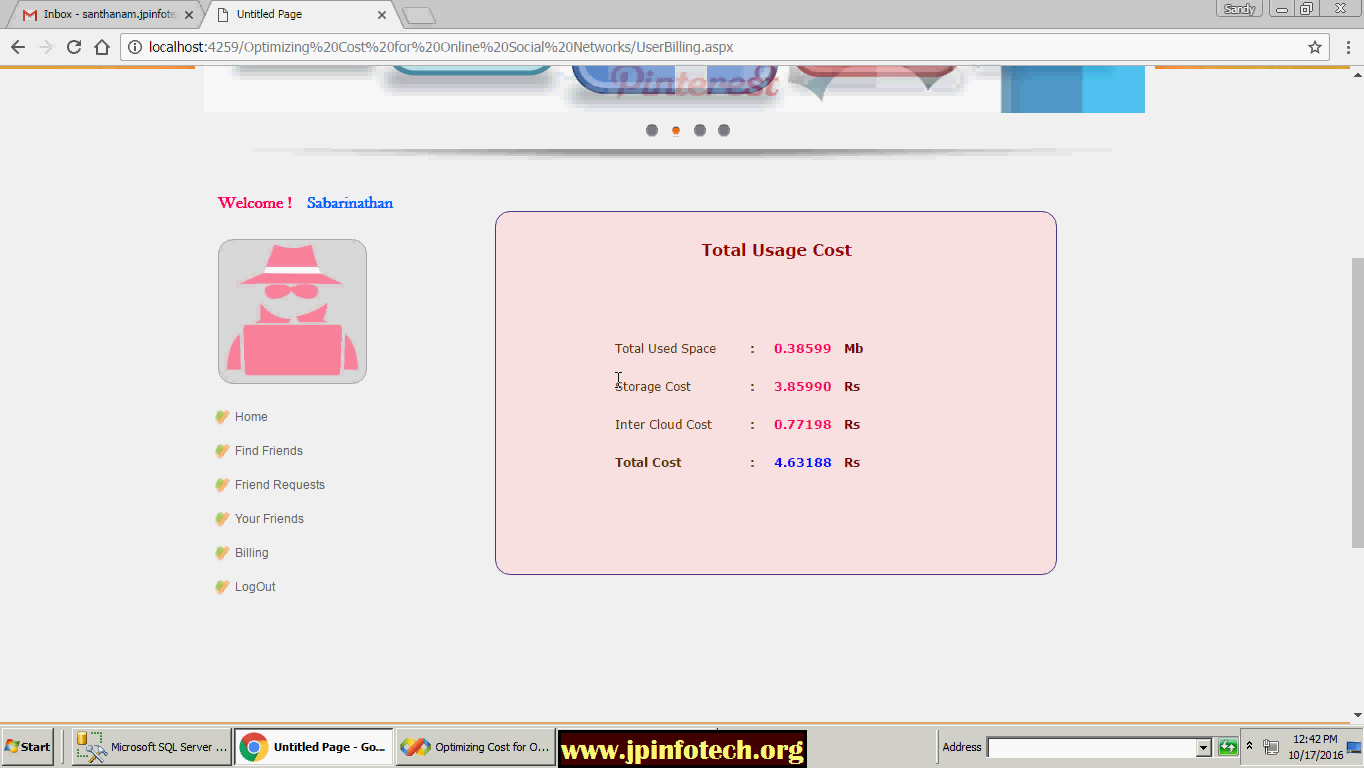 Inbox - santhanam.jpinfote
Untitled Page
Sandy
localhost:4259/Optimizing%20Cost%20for%20Online%20Social%20Networks/UserBilling.aspx
Pinterest
Welcome ! Sabarinathan
Total Usage Cost
Total Used Space : 0.38599 Mb
Storage Cost : 3.85990 Rs
Inter Cloud Cost : 0.77198 Rs
Total Cost : 4.63188 Rs
Home
Find Friends
Friend Requests
Your Friends
Billing
LogOut
Start
Microsoft SQL Server ...
Untitled Page - Go...
Optimizing Cost for O...
www.jpinfotech.org
Address
12:42 PM
10/17/2016